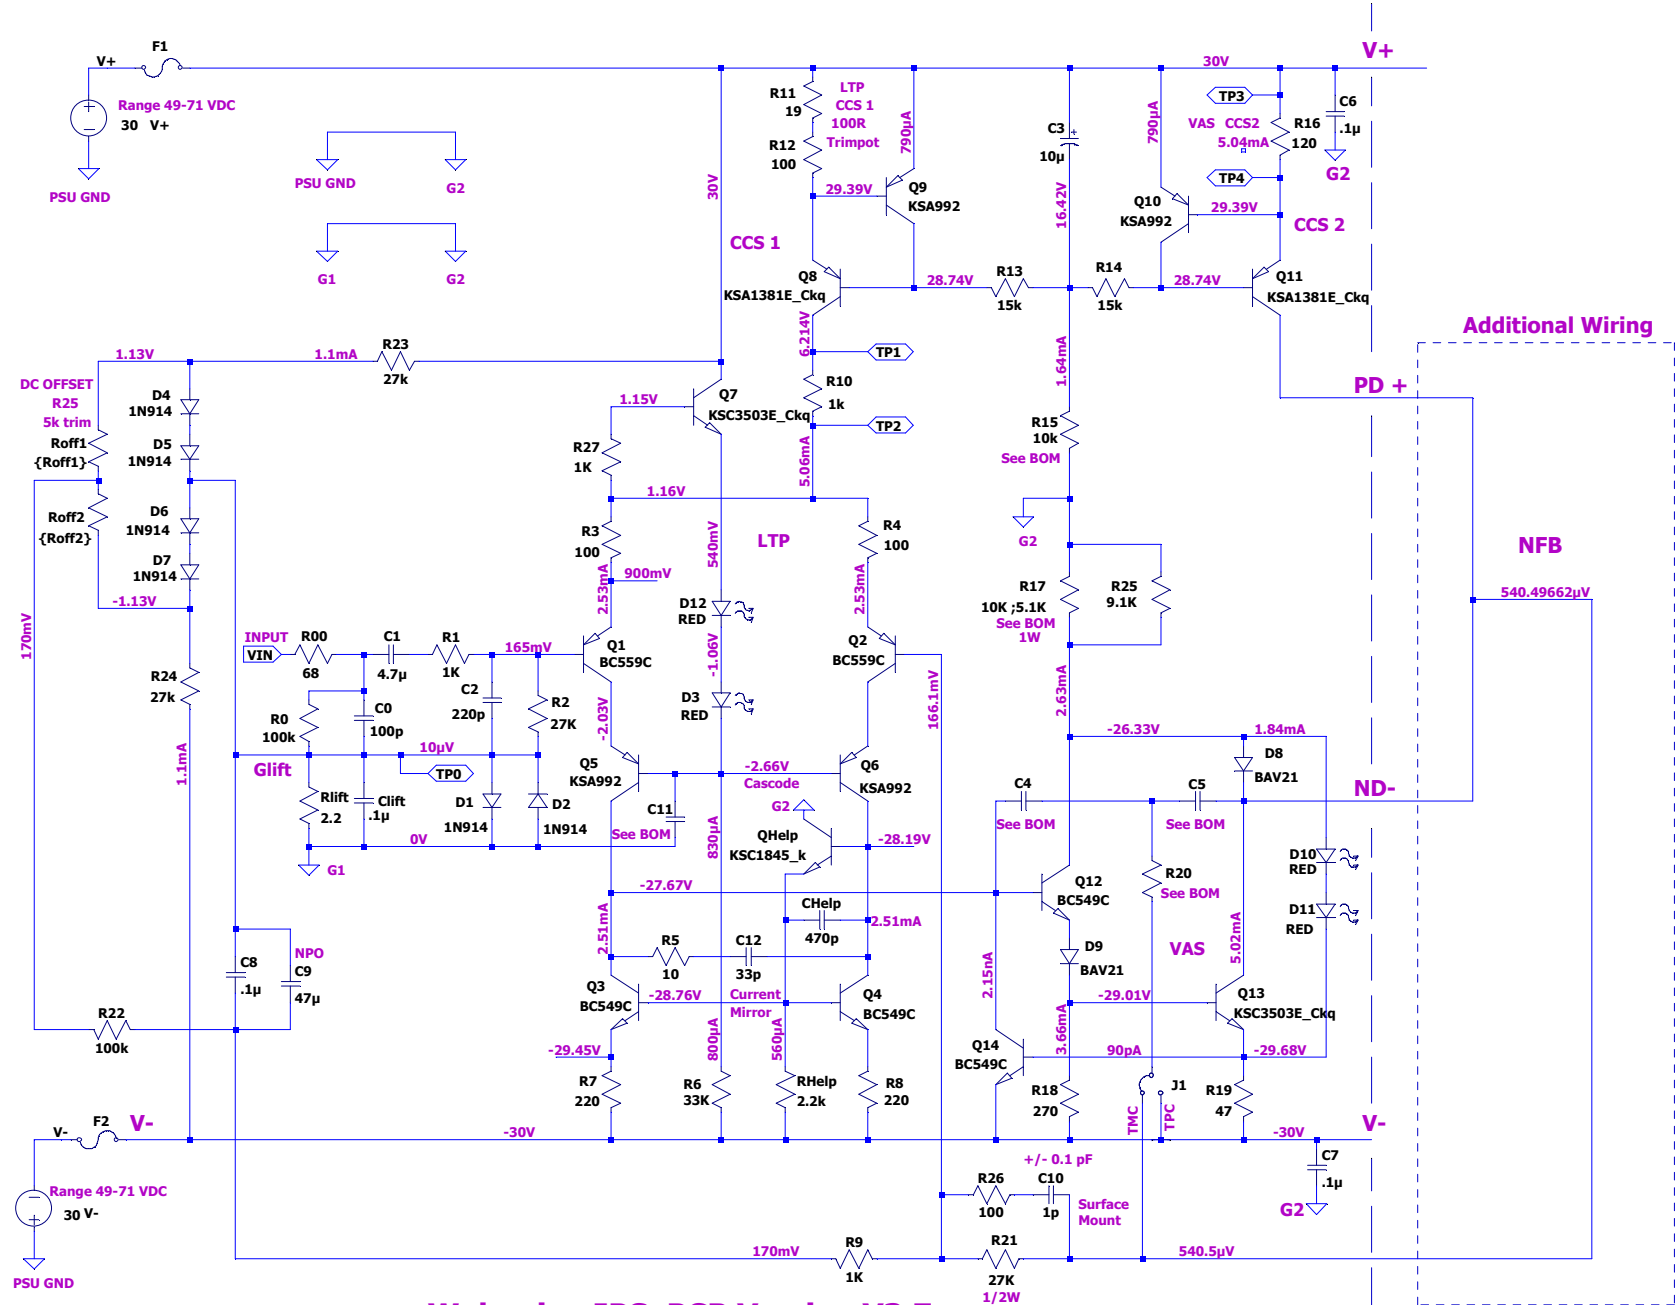 F1
V+
Range 49-71 VDC
30 V+
PSU GND
PSU GND
G2
G1
G2
V+
30V
R11
19
LTP
CCS 1
100R
Trimpot
R12
100
790µA
C3
10µ
790µA
TP3
VAS CCS2
5.04mA
R16
120
C6
.1µ
G2
TP4
30V
29.39V
Q9
KSA992
16.42V
Q10
KSA992
29.39V
CCS 2
CCS 1
Q8
KSA1381E_Ckq
28.74V
R13
15k
R14
15k
28.74V
Q11
KSA1381E_Ckq
Additional Wiring
6.214V
TP1
1.64mA
1.13V
1.1mA
R23
27k
DC OFFSET
R25
5k trim
D4
1N914
Q7
KSC3503E_Ckq
R10
1k
TP2
PD +
1.15V
Roff1
{Roff1}
D5
1N914
R27
1K
5.06mA
R15
10k
See BOM
1.16V
Roff2
{Roff2}
D6
1N914
D7
1N914
R3
100
540mV
LTP
R4
100
G2
NFB
900mV
2.53mA
2.53mA
R17
10K ;5.1K
See BOM
1W
R25
9.1K
540.49662µV
-1.13V
170mV
D12
RED
INPUT
VIN
R00
68
C1
4.7µ
R1
1K
165mV
Q1
BC559C
-1.06V
Q2
BC559C
R24
27k
R0
100k
C0
100p
C2
220p
R2
27K
-2.03V
D3
RED
166.1mV
2.63mA
-26.33V
1.84mA
1.1mA
Glift
10µV
TP0
Q5
KSA992
-2.66V
Cascode
Q6
KSA992
D8
BAV21
Rlift
2.2
Clift
.1µ
D1
1N914
D2
1N914
C11
See BOM
830µA
G2
QHelp
KSC1845_k
-28.19V
C4
See BOM
C5
See BOM
ND-
0V
G1
D10
RED
-27.67V
Q12
BC549C
R20
See BOM
D11
RED
2.51mA
CHelp
470p
2.51mA
D9
BAV21
VAS
5.02mA
NPO
C8
.1µ
C9
47µ
R5
10
C12
33p
2.15nA
Q3
BC549C
-28.76V
Current
Mirror
Q4
BC549C
-29.01V
Q13
KSC3503E_Ckq
R22
100k
-29.45V
800µA
560µA
Q14
BC549C
3.66mA
90pA
-29.68V
R7
220
R6
33K
RHelp
2.2k
R8
220
R18
270
J1
TMC
TPC
R19
47
F2
V-
V-
-30V
-30V
V-
Range 49-71 VDC
30 V-
PSU GND
+/- 0.1 pF
R26
100
C10
1p
Surface
Mount
C7
.1µ
G2
170mV
R9
1K
R21
27K
1/2W
540.5µV